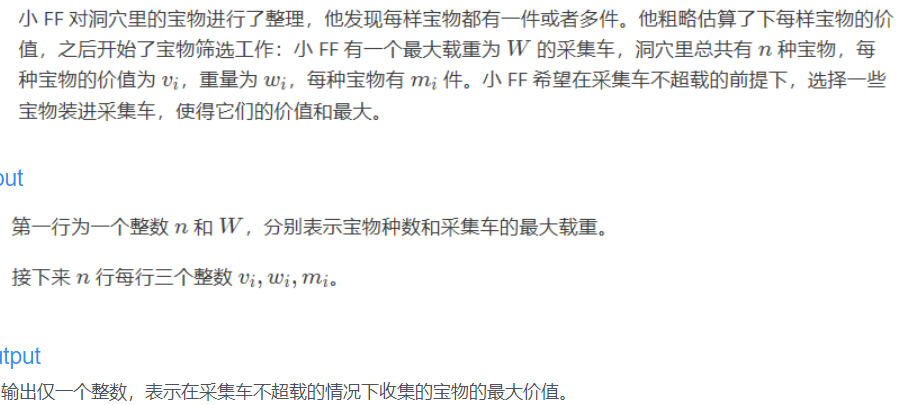 小 FF 对洞穴里的宝物进行了整理，他发现每样宝物都有一件或者多件。他粗略估算了下每样宝物的价
值，之后开始了宝物筛选工作：小 FF 有一个最大载重为 W 的采集车，洞穴里总共有 n 种宝物，每
种宝物的价值为 vᵢ，重量为 wᵢ，每种宝物有 mᵢ 件。小 FF 希望在采集车不超载的前提下，选择一些
宝物装进采集车，使得它们的价值和最大。
put
第一行为一个整数 n 和 W，分别表示宝物种数和采集车的最大载重。
接下来 n 行每行三个整数 vᵢ, wᵢ, mᵢ。
utput
输出仅一个整数，表示在采集车不超载的情况下收集的宝物的最大价值。